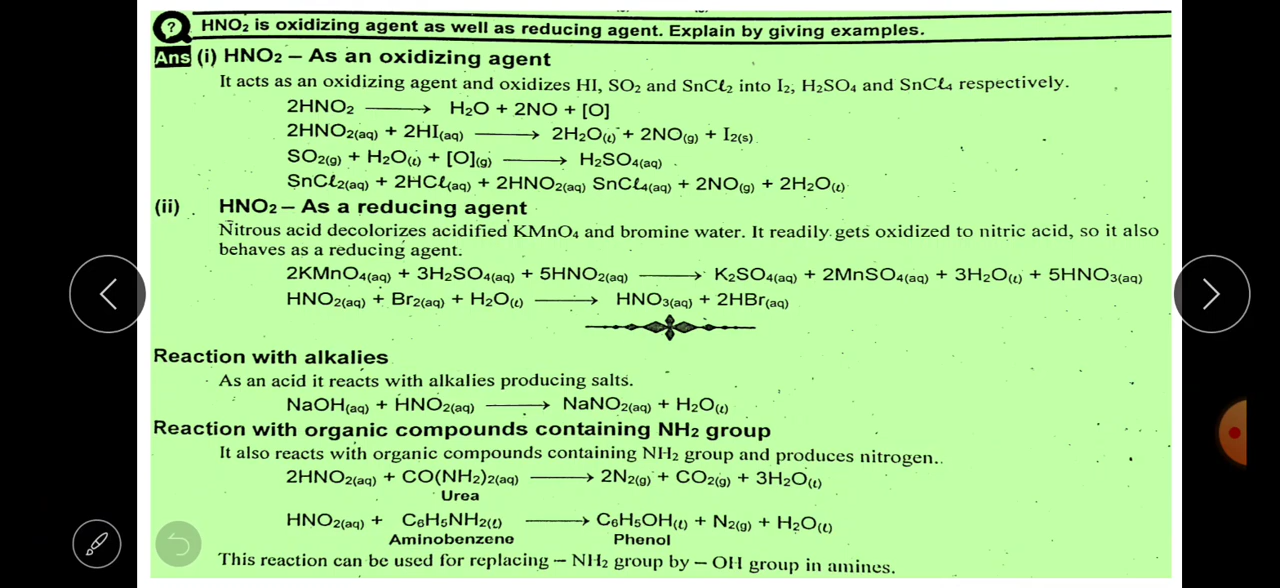 HNO₂ is oxidizing agent as well as reducing agent. Explain by giving examples.
Ans (i) HNO₂ – As an oxidizing agent
It acts as an oxidizing agent and oxidizes HI, SO₂ and SnCℓ₂ into I₂, H₂SO₄ and SnCℓ₄ respectively.
2HNO₂ ⟶ H₂O + 2NO + [O]
2HNO₂(aq) + 2HI(aq) ⟶ 2H₂O(ℓ) + 2NO(g) + I₂(s)
SO₂(g) + H₂O(ℓ) + [O](g) ⟶ H₂SO₄(aq)
SnCℓ₂(aq) + 2HCℓ(aq) + 2HNO₂(aq) SnCℓ₄(aq) + 2NO(g) + 2H₂O(ℓ)
(ii) HNO₂ – As a reducing agent
Nitrous acid decolorizes acidified KMnO₄ and bromine water. It readily gets oxidized to nitric acid, so it also
behaves as a reducing agent.
2KMnO₄(aq) + 3H₂SO₄(aq) + 5HNO₂(aq) ⟶ K₂SO₄(aq) + 2MnSO₄(aq) + 3H₂O(ℓ) + 5HNO₃(aq)
HNO₂(aq) + Br₂(aq) + H₂O(ℓ) ⟶ HNO₃(aq) + 2HBr(aq)
Reaction with alkalies
As an acid it reacts with alkalies producing salts.
NaOH(aq) + HNO₂(aq) ⟶ NaNO₂(aq) + H₂O(ℓ)
Reaction with organic compounds containing NH₂ group
It also reacts with organic compounds containing NH₂ group and produces nitrogen..
2HNO₂(aq) + CO(NH₂)₂(aq) ⟶ 2N₂(g) + CO₂(g) + 3H₂O(ℓ)
Urea
HNO₂(aq) + C₆H₅NH₂(ℓ) ⟶ C₆H₅OH(ℓ) + N₂(g) + H₂O(ℓ)
Aminobenzene Phenol
This reaction can be used for replacing – NH₂ group by – OH group in amines.